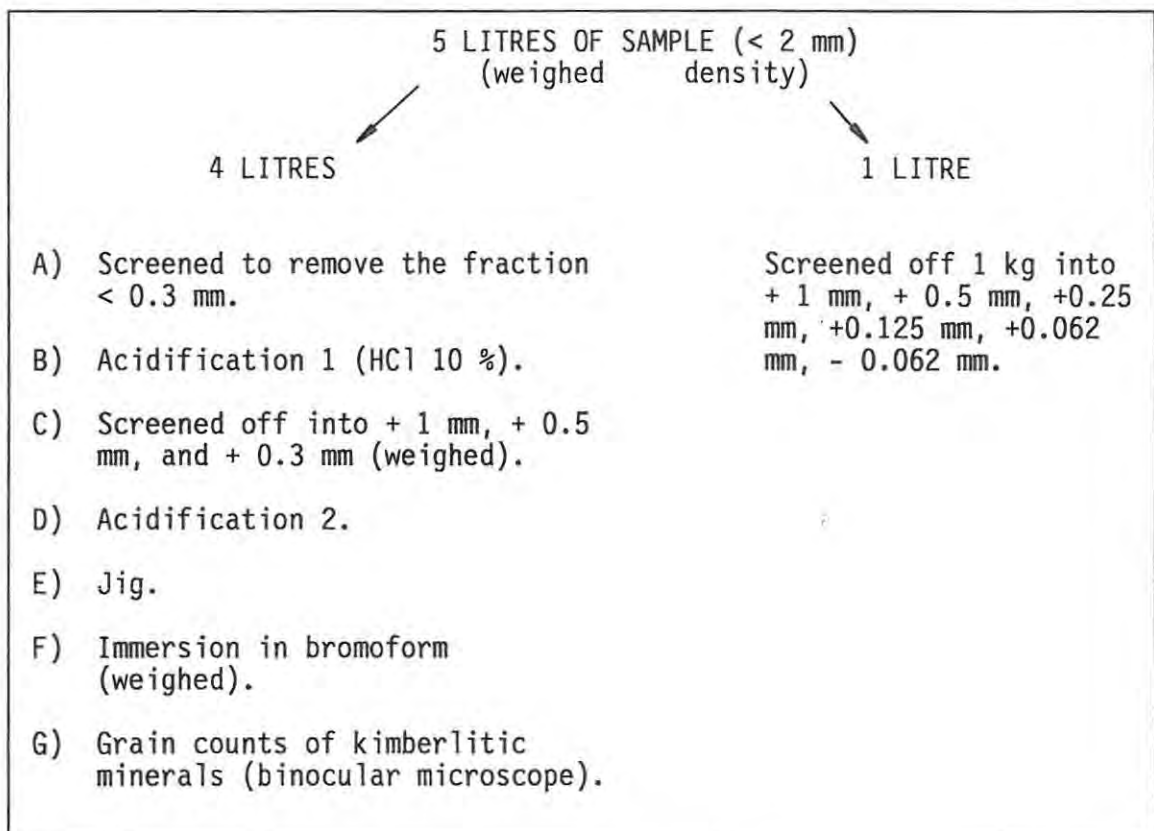 5 LITRES OF SAMPLE (< 2 mm)
(weighed density)
4 LITRES
1 LITRE
A) Screened to remove the fraction
< 0.3 mm.
B) Acidification 1 (HCl 10 %).
C) Screened off into + 1 mm, + 0.5
mm, and + 0.3 mm (weighed).
D) Acidification 2.
E) Jig.
F) Immersion in bromoform
(weighed).
G) Grain counts of kimberlitic
minerals (binocular microscope).
Screened off 1 kg into
+ 1 mm, + 0.5 mm, +0.25
mm, +0.125 mm, +0.062
mm, - 0.062 mm.